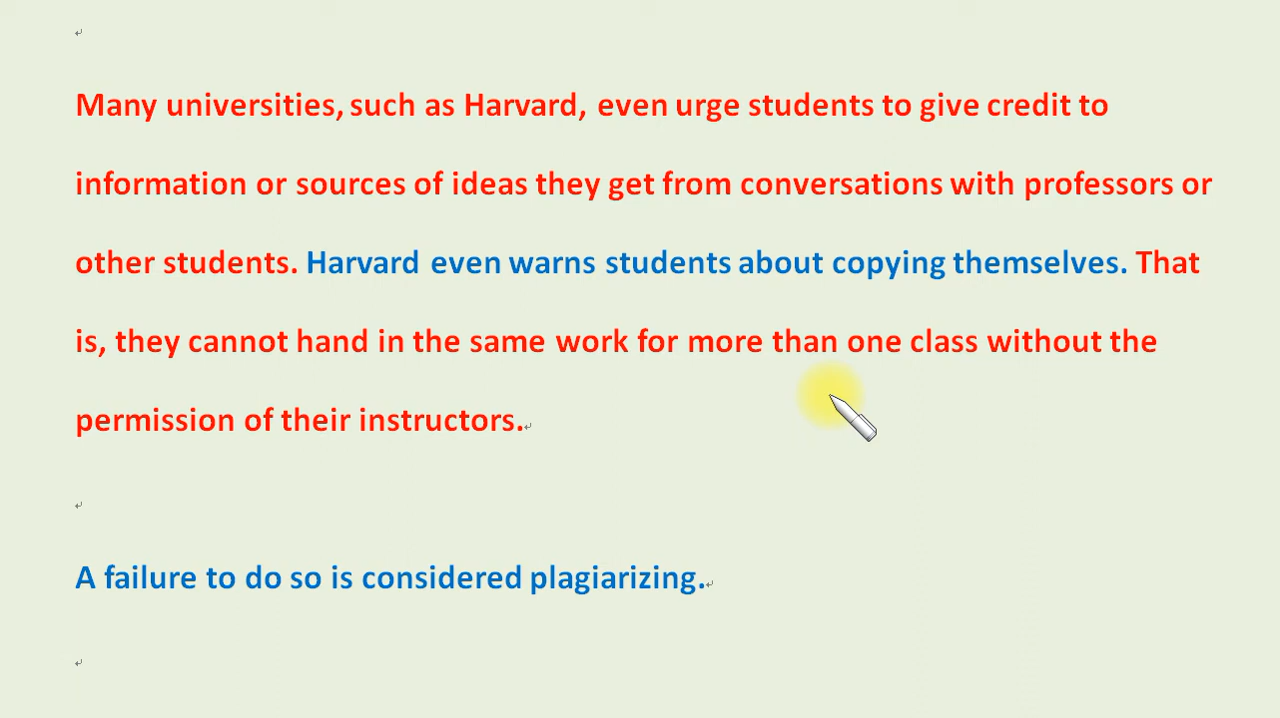 Many universities, such as Harvard, even urge students to give credit to
information or sources of ideas they get from conversations with professors or
other students. Harvard even warns students about copying themselves. That
is, they cannot hand in the same work for more than one class without the
permission of their instructors.
A failure to do so is considered plagiarizing.